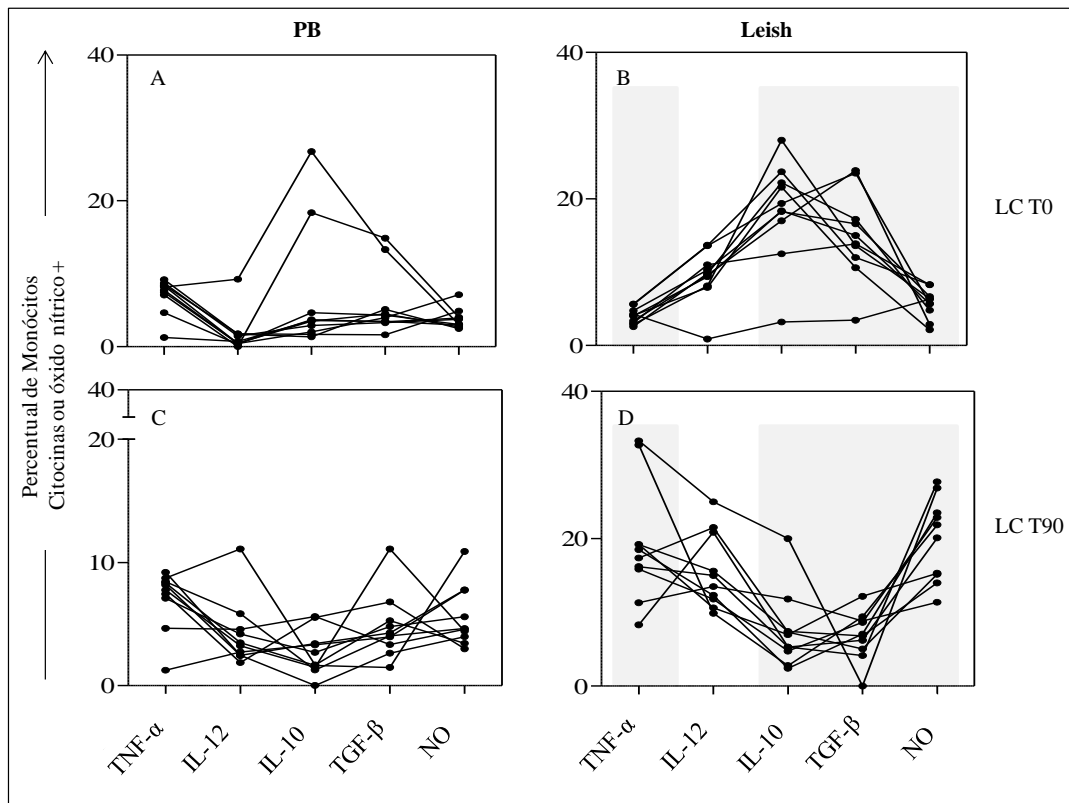 PB
Leish
Percentual de Monócitos
Citocinas ou óxido nítrico+
40
20
0
A
40
20
0
B
LC T0
40
20
10
0
C
40
20
0
D
LC T90
TNF-α
IL-12
IL-10
TGF-β
NO
TNF-α
IL-12
IL-10
TGF-β
NO